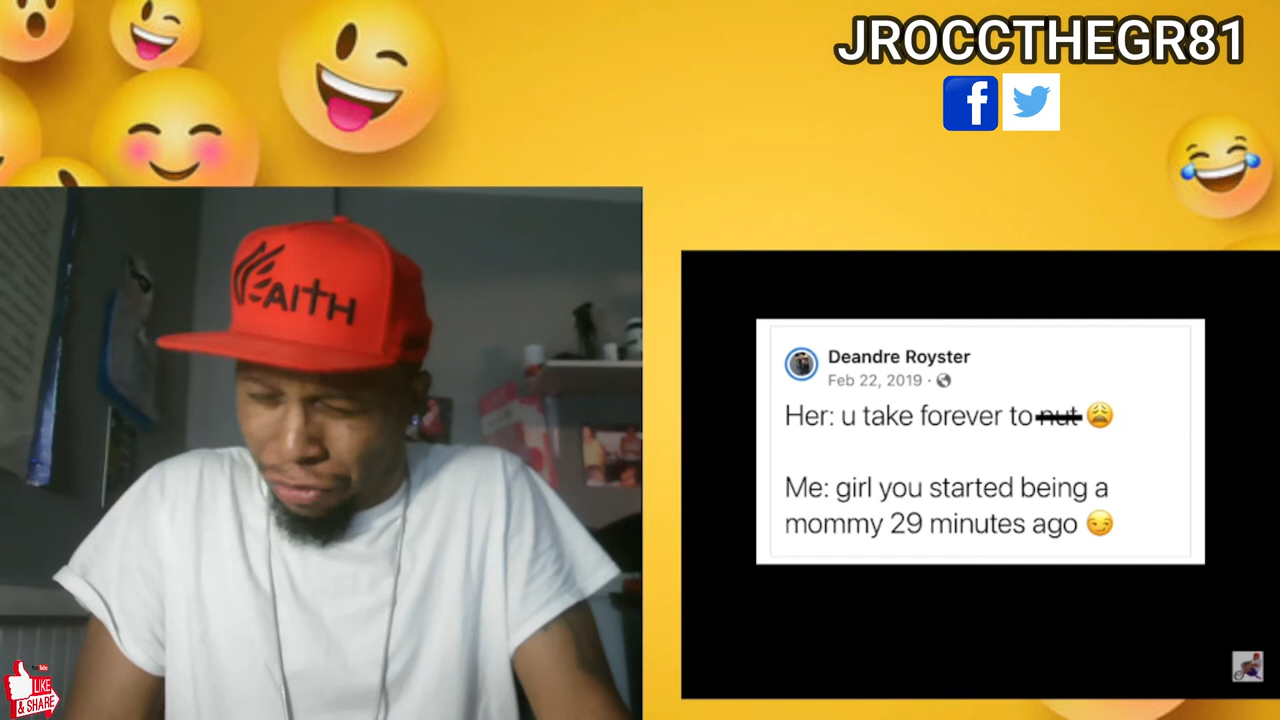 JROCCTHEGR81
FAITH
Deandre Royster
Feb 22, 2019 ·
Her: u take forever to nut 😩
Me: girl you started being a
mommy 29 minutes ago 😏
LIKE
& SHARE